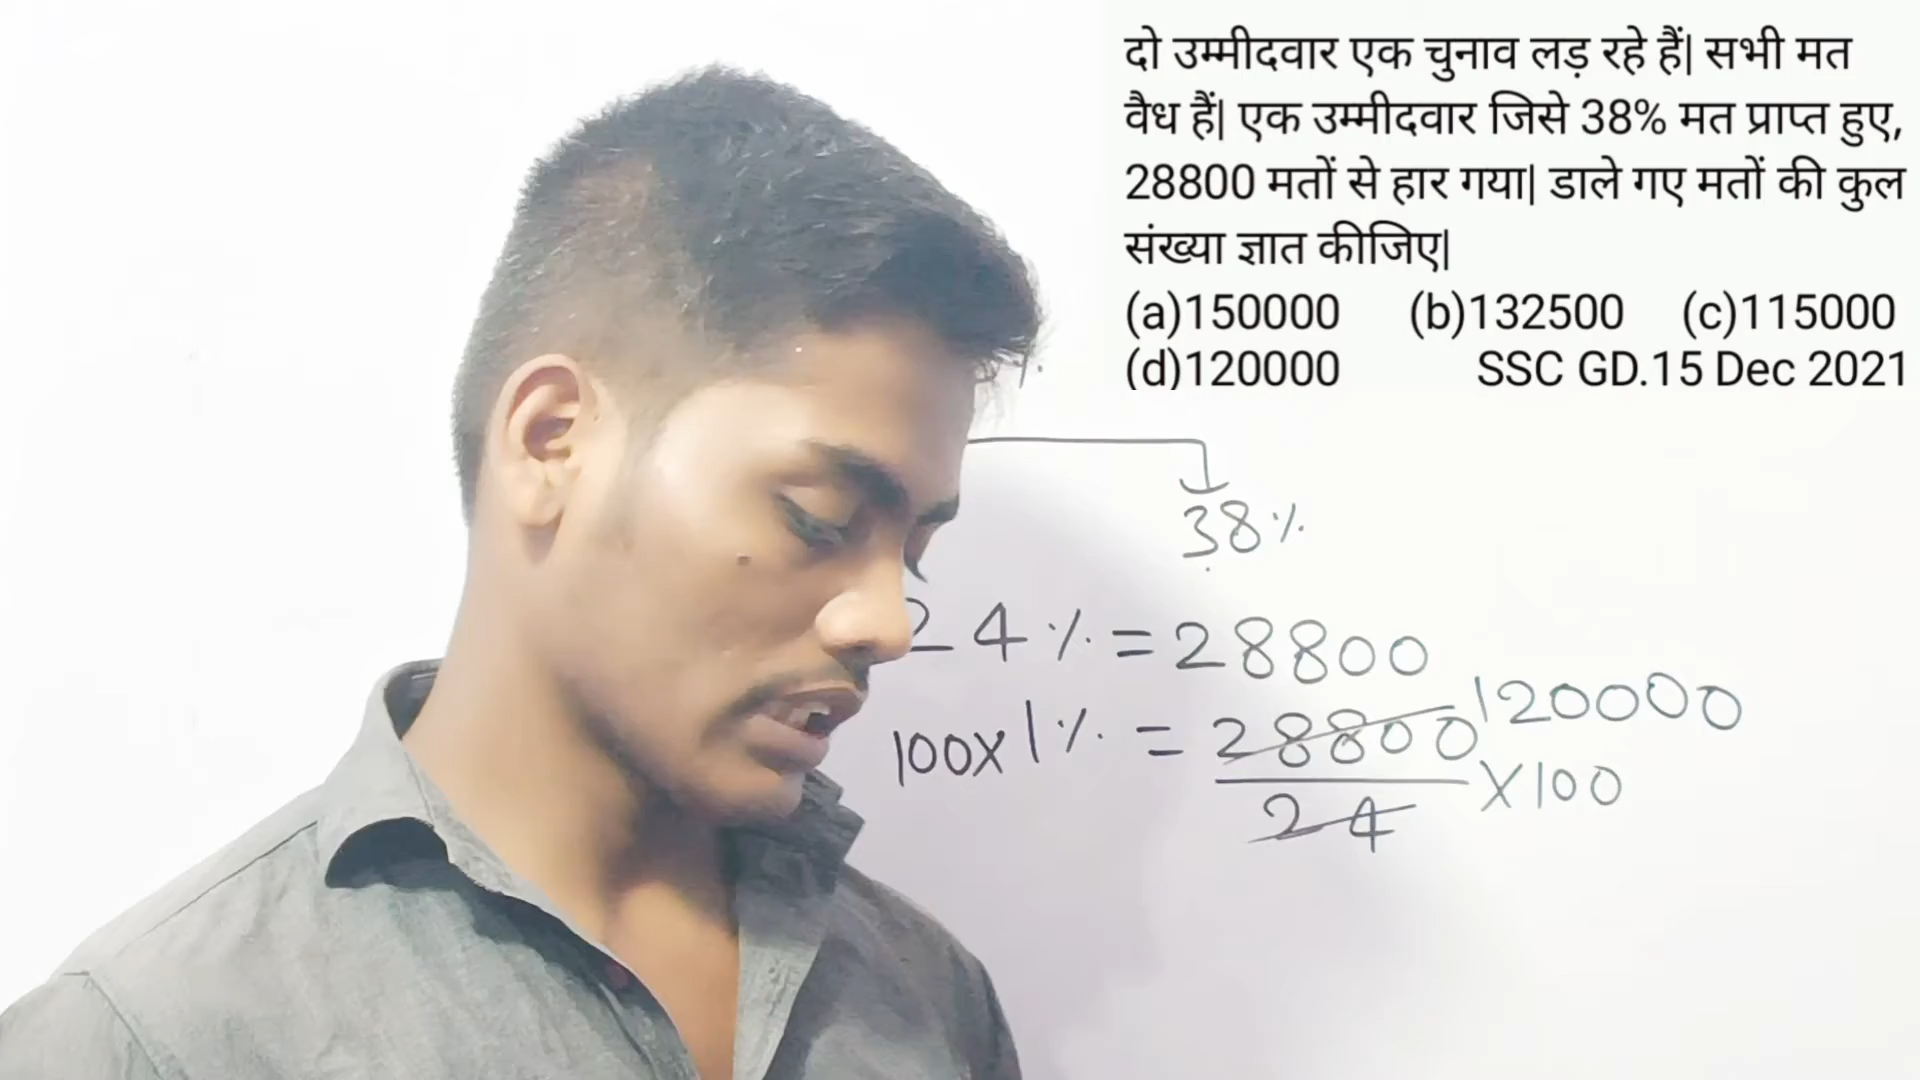 दो उम्मीदवार एक चुनाव लड़ रहे हैं| सभी मत
वैध हैं| एक उम्मीदवार जिसे 38% मत प्राप्त हुए,
28800 मतों से हार गया| डाले गए मतों की कुल
संख्या ज्ञात कीजिए|
(a)150000 (b)132500 (c)115000
(d)120000 SSC GD.15 Dec 2021
38%
24% = 28800
120000
100x1% = 28800
X100
24